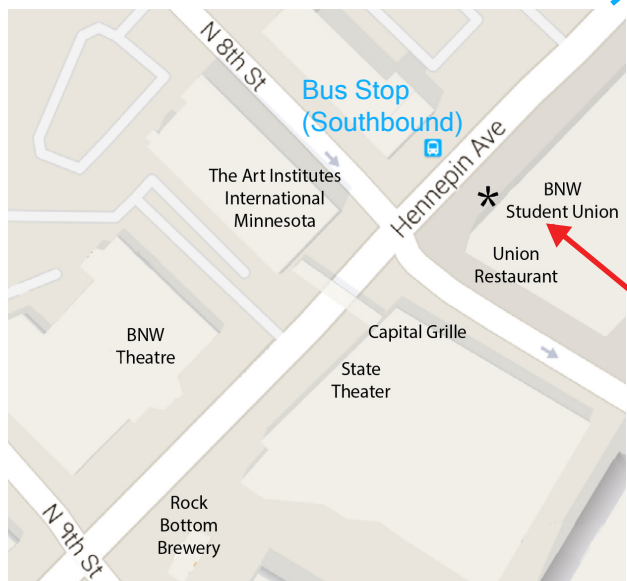 N 8th St
Bus Stop
(Southbound)
Hennepin Ave
The Art Institutes
International
Minnesota
*
BNW
Student Union
Union
Restaurant
BNW
Theatre
Capital Grille
State
Theater
Rock
Bottom
Brewery
N 9th St